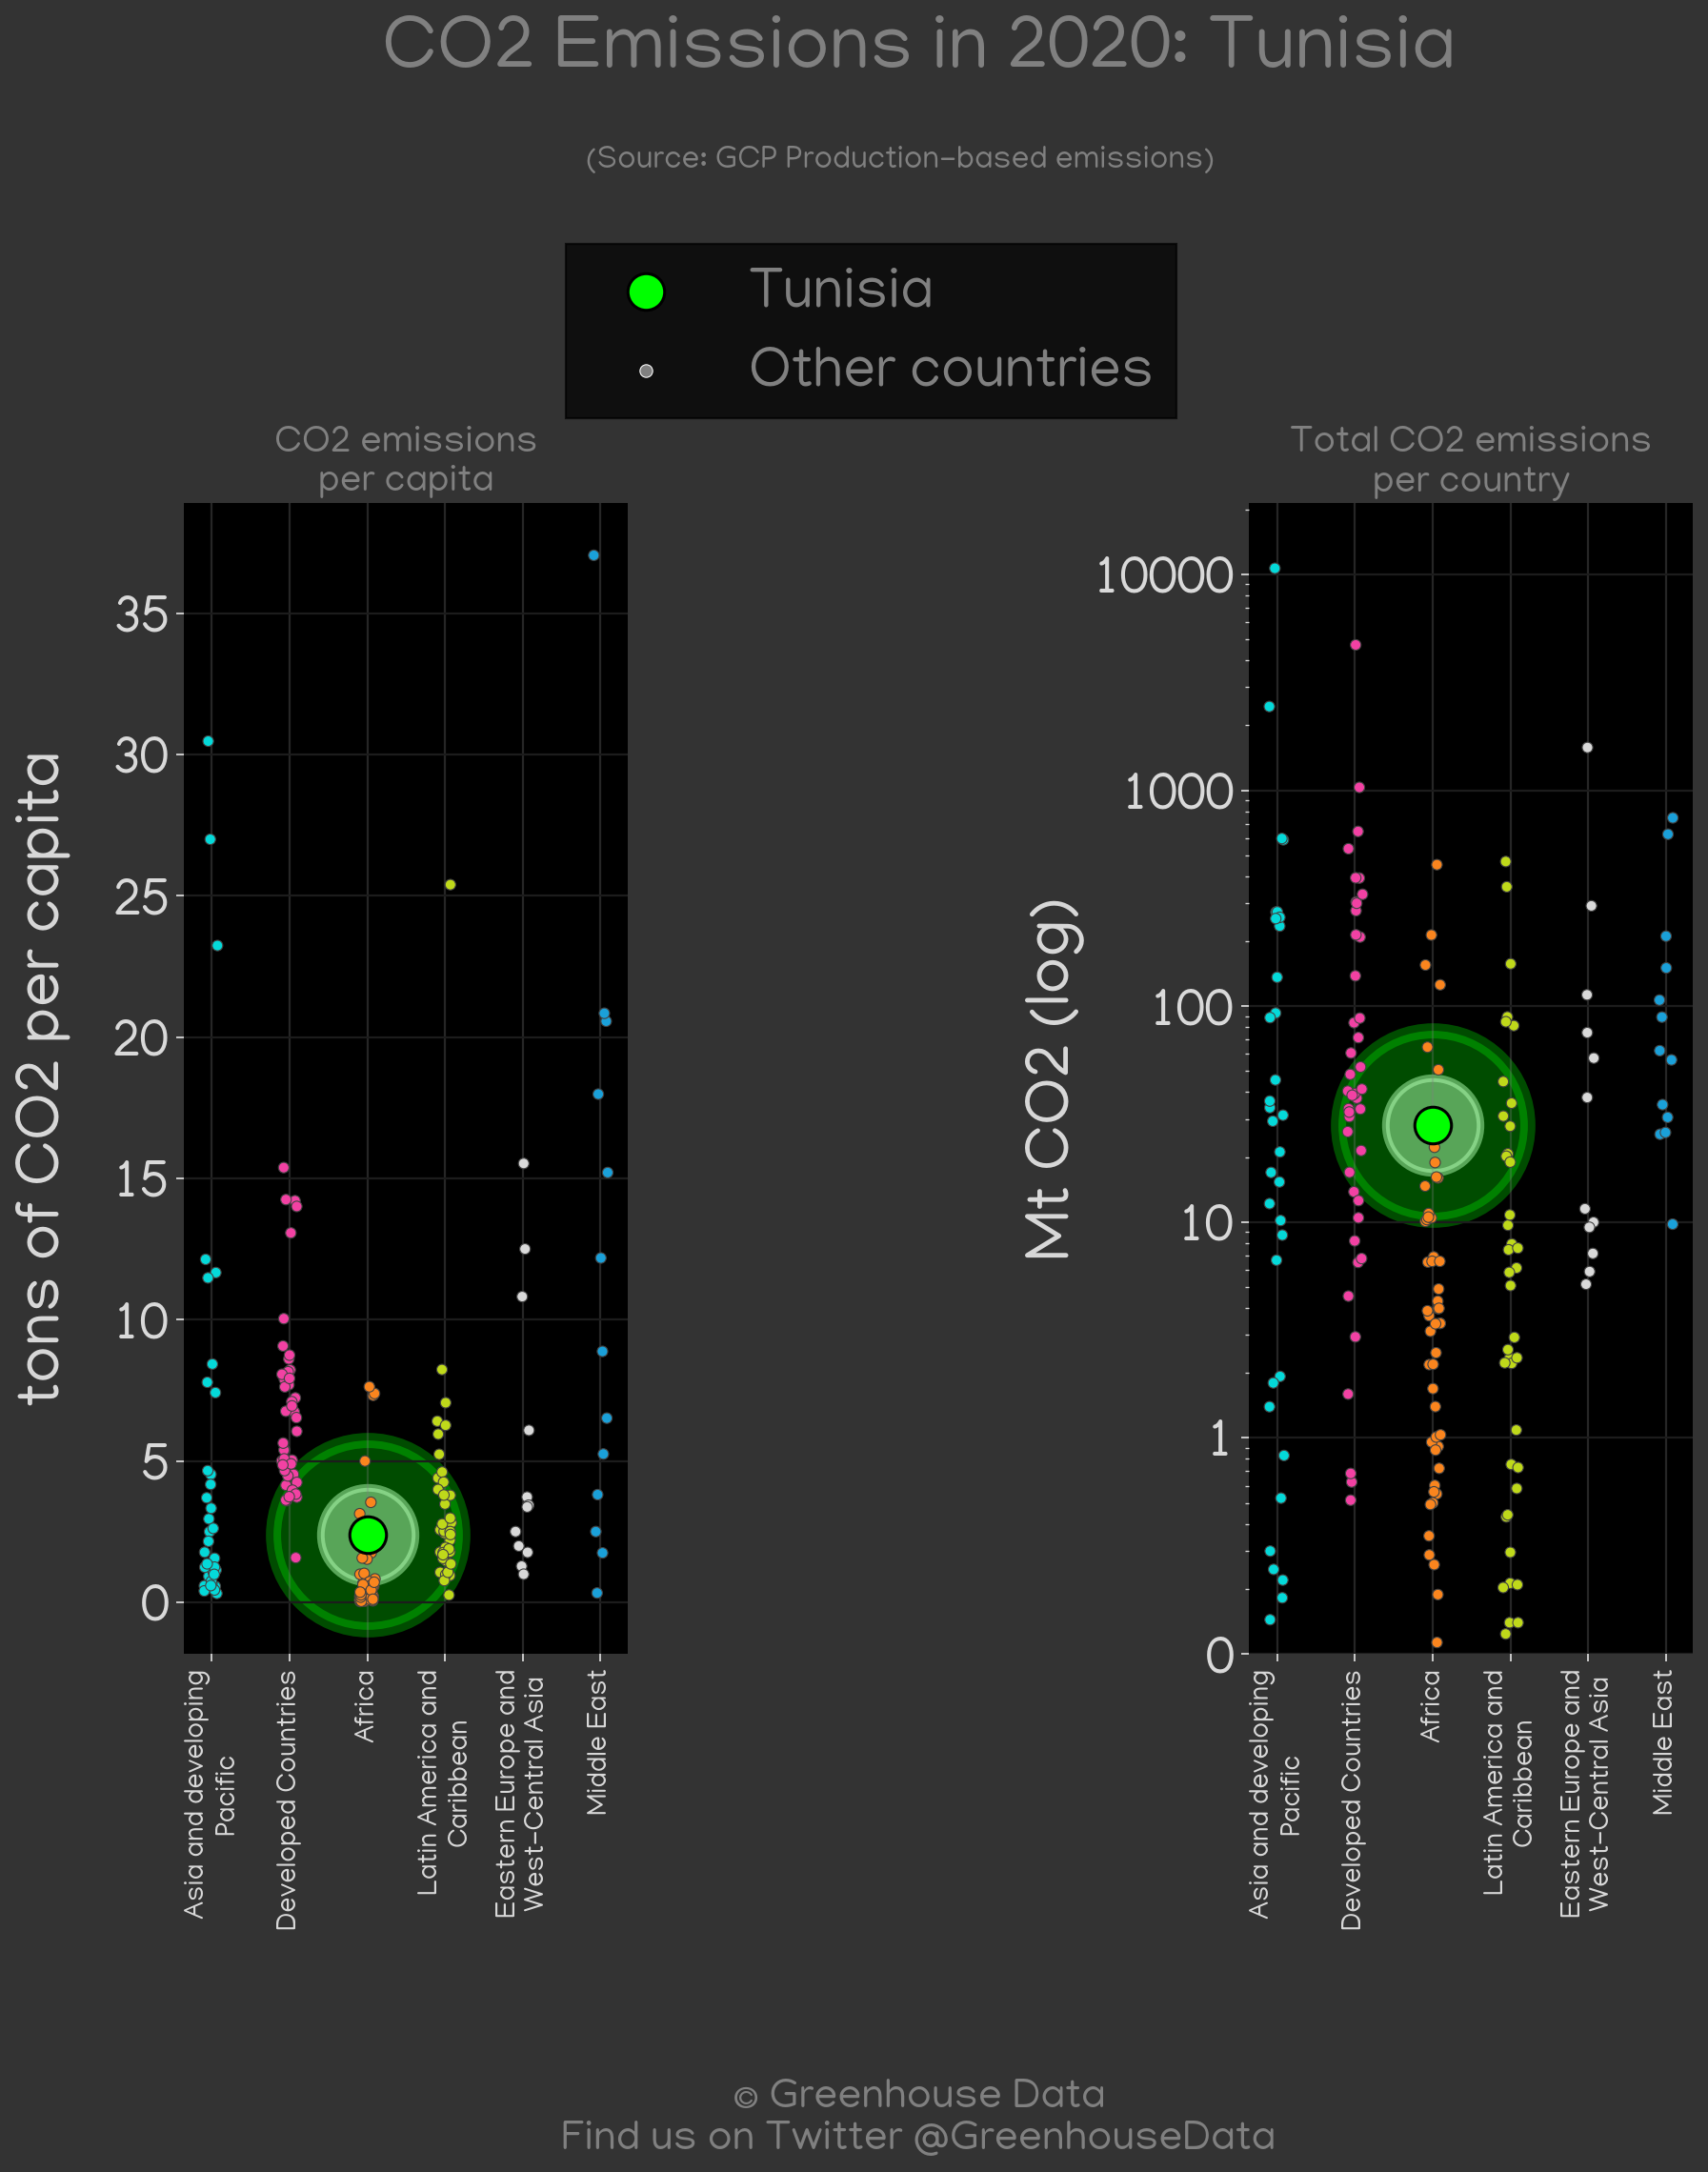 CO2 Emissions in 2020: Tunisia
(Source: GCP Production-based emissions)
Tunisia
Other countries
CO2 emissions
per capita
tons of CO2 per capita
35
30
25
20
15
10
5
0
Asia and developing
Pacific
Developed Countries
Africa
Latin America and
Caribbean
Eastern Europe and
West-Central Asia
Middle East
Total CO2 emissions
per country
Mt CO2 (log)
10000
1000
100
10
1
0
Asia and developing
Pacific
Developed Countries
Africa
Latin America and
Caribbean
Eastern Europe and
West-Central Asia
Middle East
© Greenhouse Data
Find us on Twitter @GreenhouseData